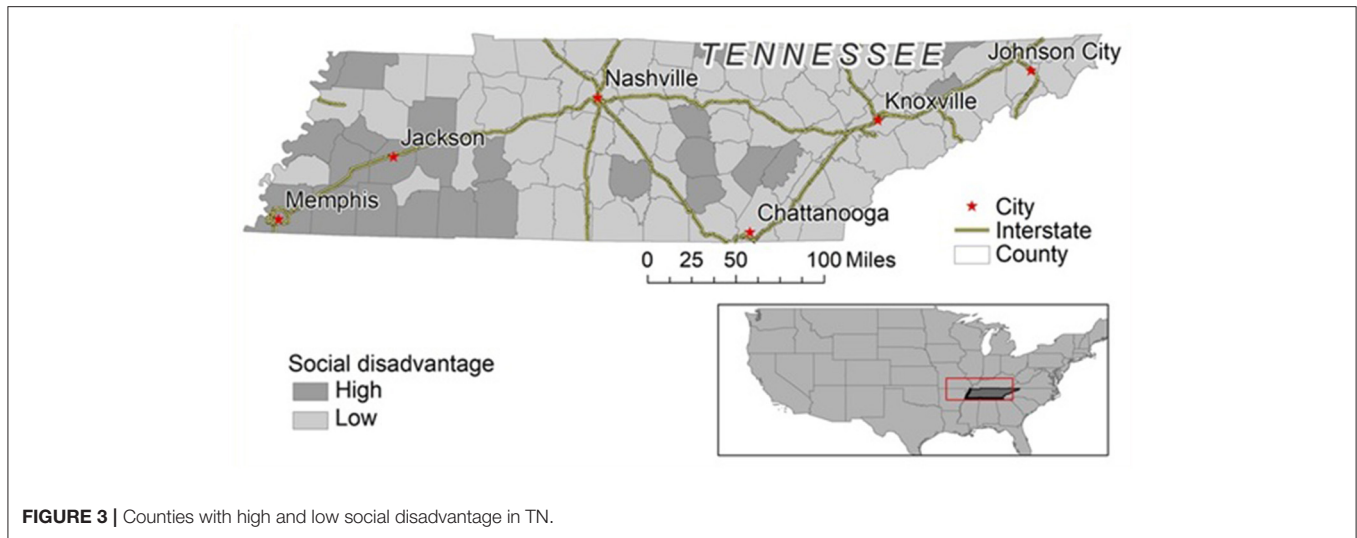 TENNESSEE
Johnson City
Nashville
Knoxville
Jackson
Memphis
Chattanooga
City
Interstate
County
0 25 50 100 Miles
Social disadvantage
High
Low
FIGURE 3 | Counties with high and low social disadvantage in TN.